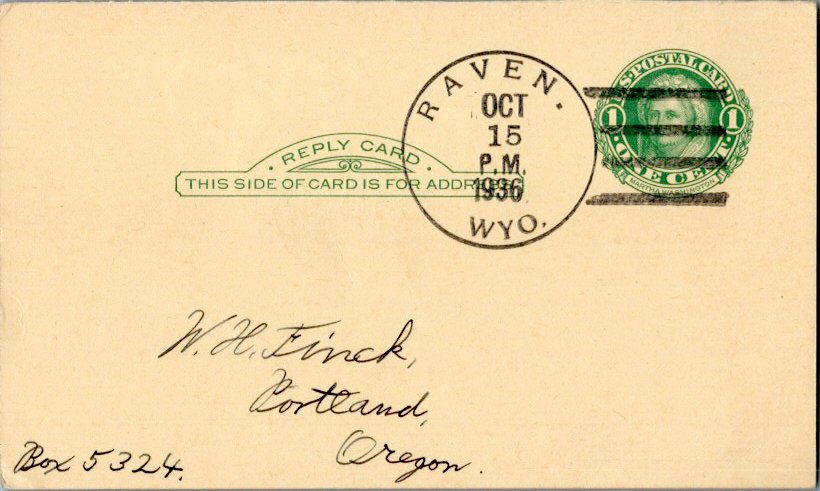 RAVEN.
OCT
15
P.M.
1936
WYO.
U.S. POSTAL CARD
1 1
ONE CENT
MARTHA WASHINGTON
· REPLY CARD ·
THIS SIDE OF CARD IS FOR ADDRESS
W. H. Finck,
Portland,
Oregon.
Box 5324.